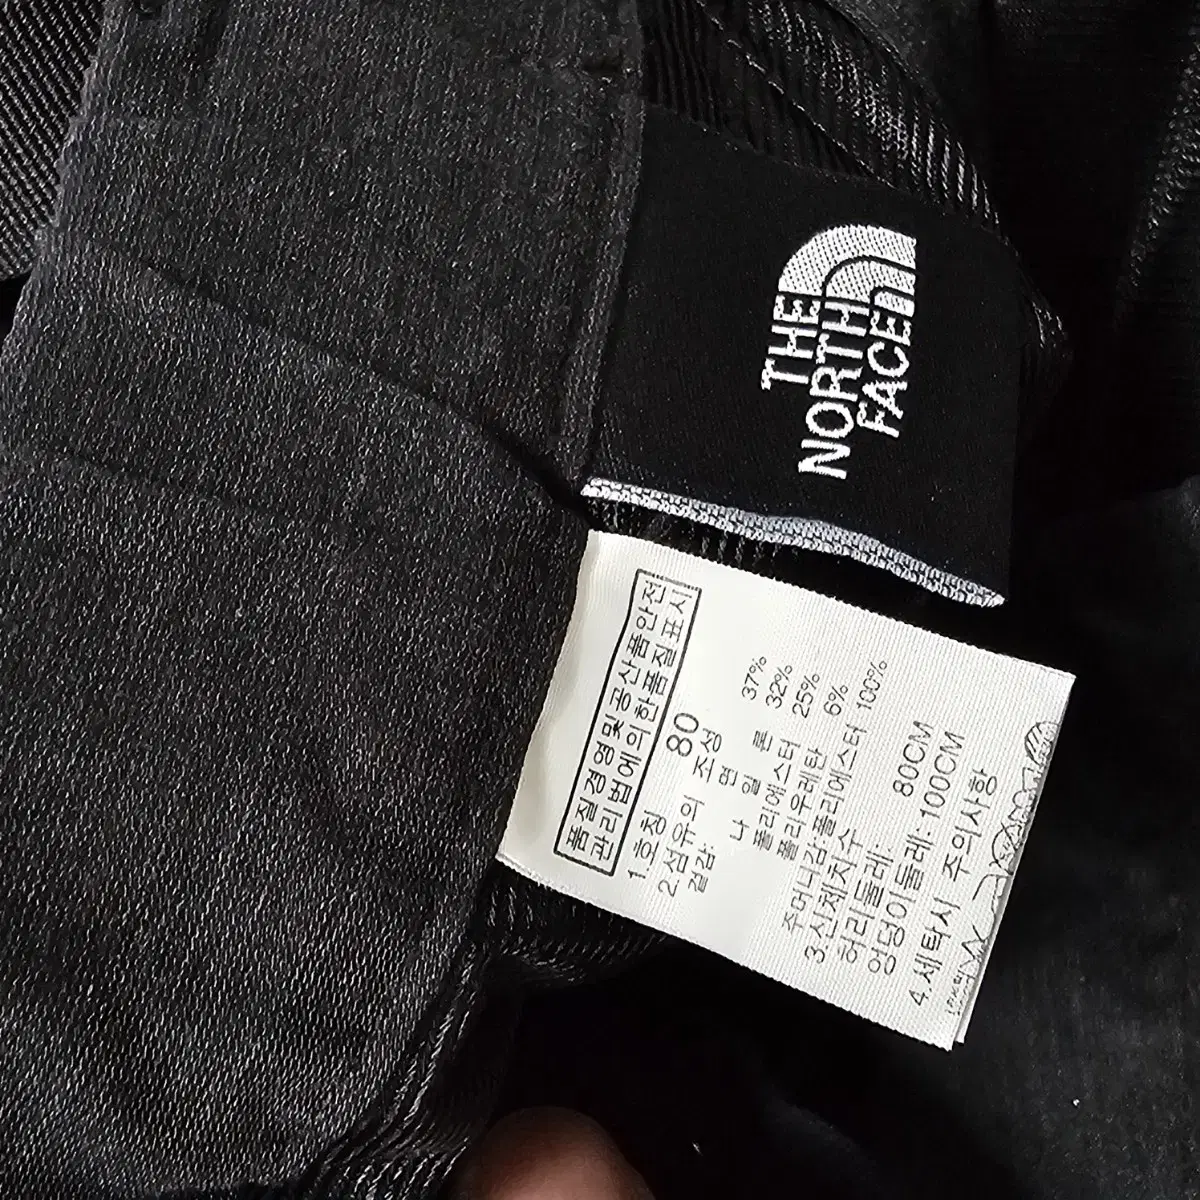 THE
NORTH
FACE
품질경영및공산품안전
관리법에의한품질표시
1.호칭 80
2.섬유의 조성
겉감: 면 37%
나일론 32%
폴리에스터 25%
폴리우레탄 6%
주머니감:폴리에스터 100%
3.신체치수
허리둘레: 80CM
엉덩이둘레: 100CM
4.세탁시 주의사항